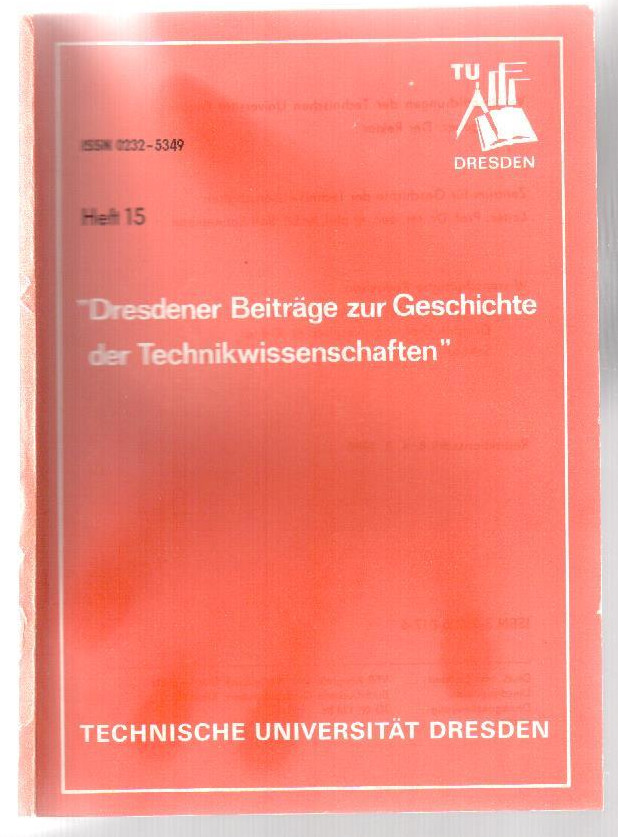 TU
DRESDEN
ISSN 0232-5349
Heft 15
"Dresdener Beiträge zur Geschichte
der Technikwissenschaften"
TECHNISCHE UNIVERSITÄT DRESDEN